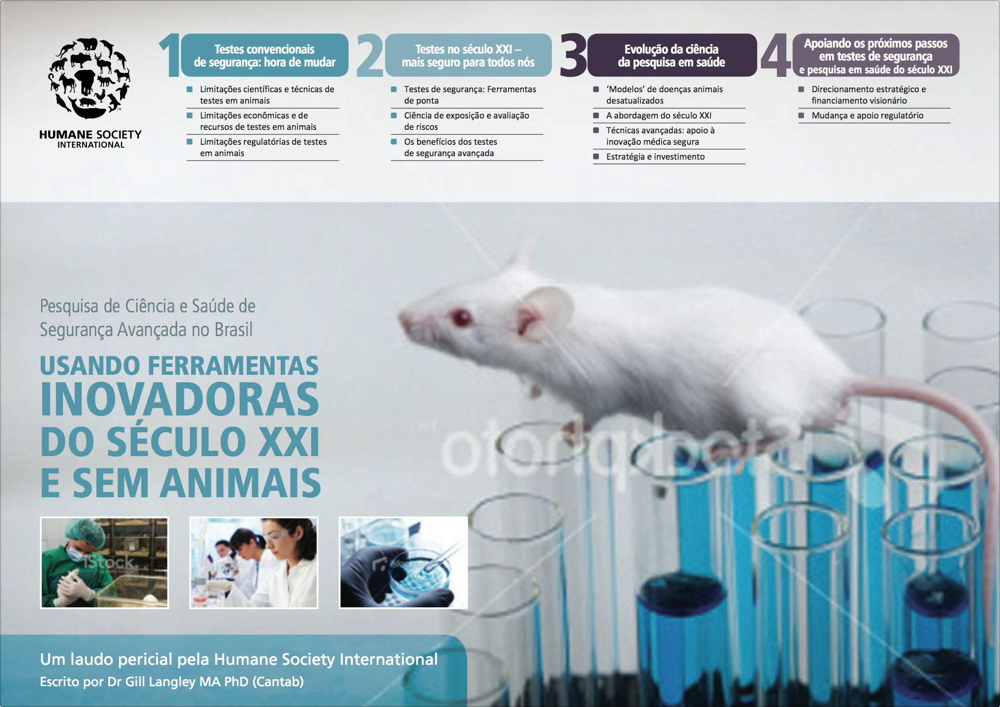 HUMANE SOCIETY
INTERNATIONAL
1
Testes convencionais
de segurança: hora de mudar
Limitações científicas e técnicas de
testes em animais
Limitações econômicas e de
recursos de testes em animais
Limitações regulatórias de testes
em animais
2
Testes no século XXI –
mais seguro para todos nós
Testes de segurança: Ferramentas
de ponta
Ciência de exposição e avaliação
de riscos
Os benefícios dos testes
de segurança avançada
3
Evolução da ciência
da pesquisa em saúde
‘Modelos’ de doenças animais
desatualizados
A abordagem do século XXI
Técnicas avançadas: apoio à
inovação médica segura
Estratégia e investimento
4
Apoiando os próximos passos
em testes de segurança
e pesquisa em saúde do século XXI
Direcionamento estratégico e
financiamento visionário
Mudança e apoio regulatório
Pesquisa de Ciência e Saúde de
Segurança Avançada no Brasil
USANDO FERRAMENTAS
INOVADORAS
DO SÉCULO XXI
E SEM ANIMAIS
iStock
Um laudo pericial pela Humane Society International
Escrito por Dr Gill Langley MA PhD (Cantab)